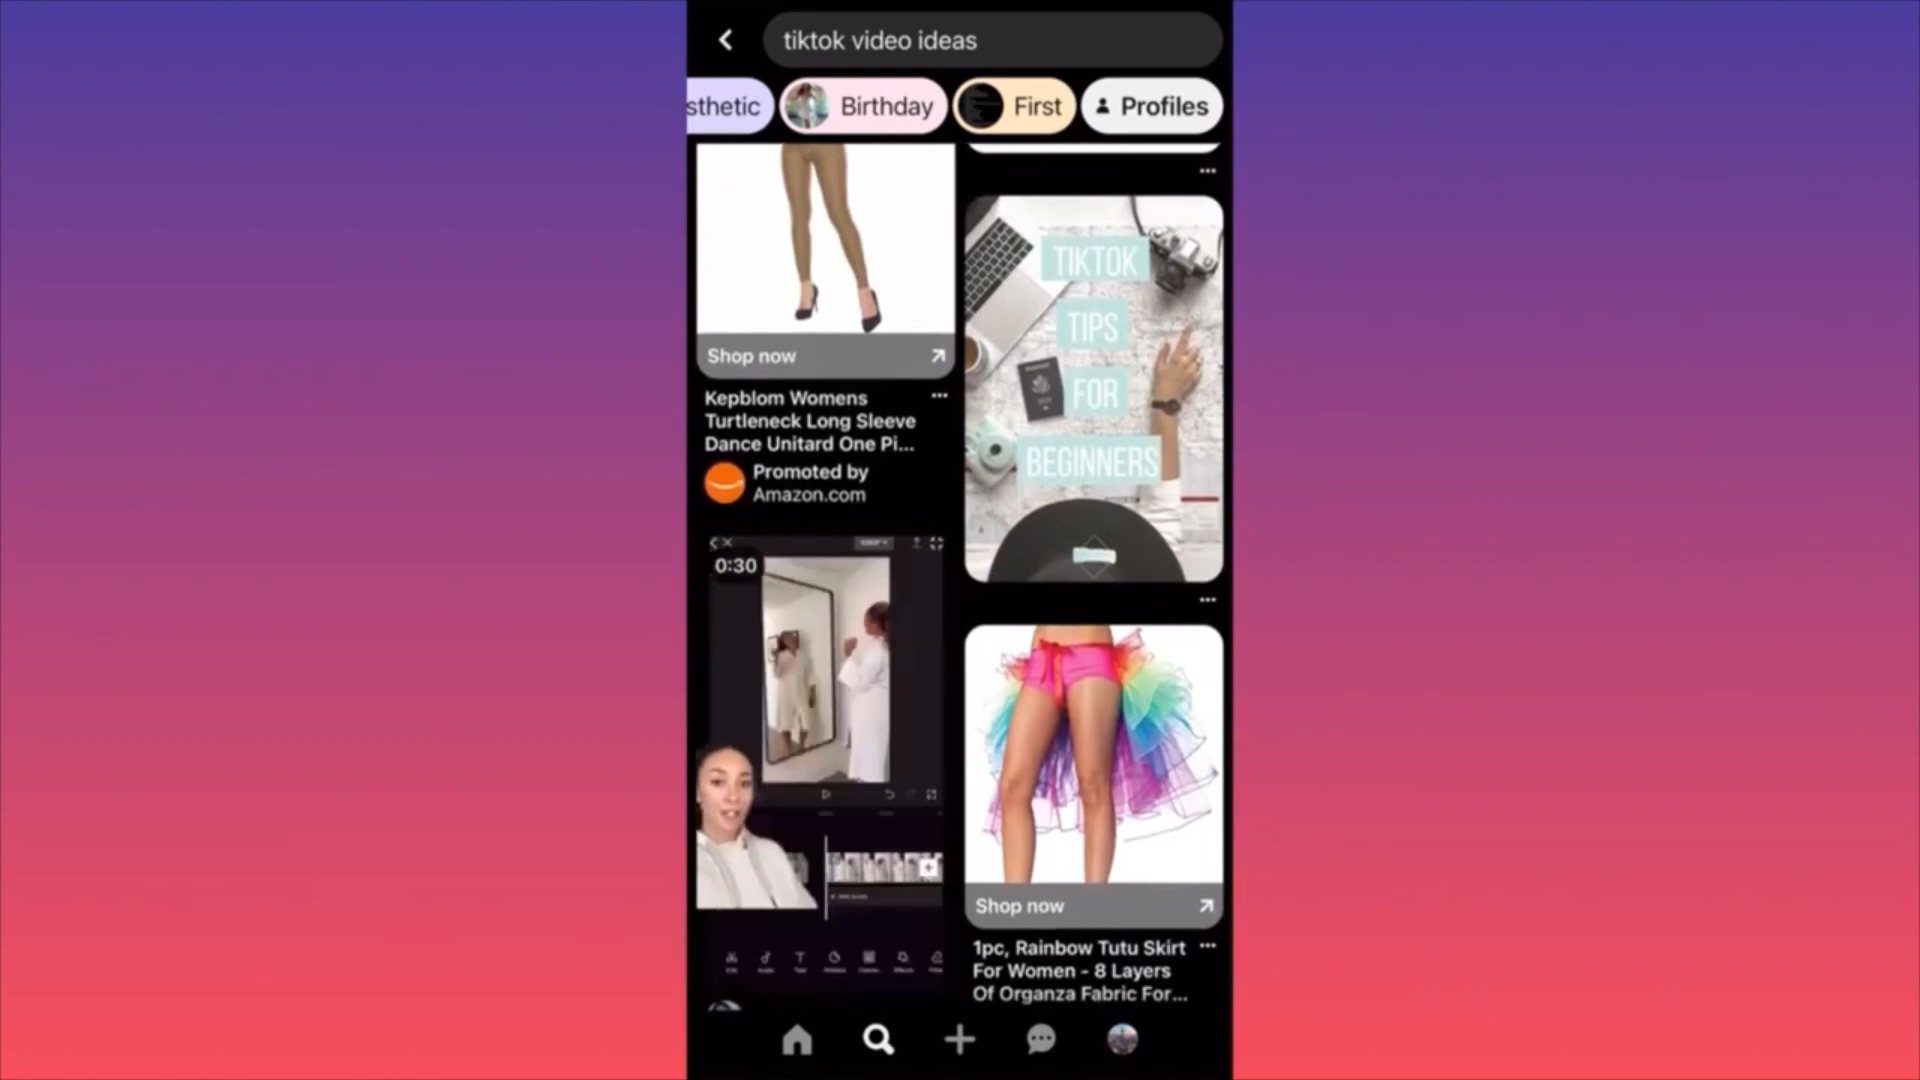 tiktok video ideas
sthetic
Birthday
First
Profiles
Shop now
Kepblom Womens
Turtleneck Long Sleeve
Dance Unitard One Pi...
Promoted by
Amazon.com
0:30
TIKTOK
TIPS
FOR
BEGINNERS
Shop now
1pc, Rainbow Tutu Skirt
For Women - 8 Layers
Of Organza Fabric For...